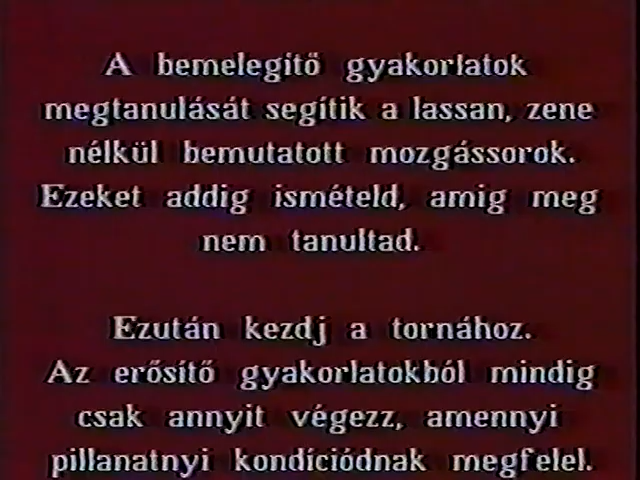 A bemelegítő gyakorlatok
megtanulását segítik a lassan, zene
nélkül bemutatott mozgássorok.
Ezeket addig ismételd, amig meg
nem tanultad.
Ezután kezdj a tornához.
Az erősítő gyakorlatokból mindig
csak annyit végezz, amennyi
pillanatnyi kondíciódnak megfelel.